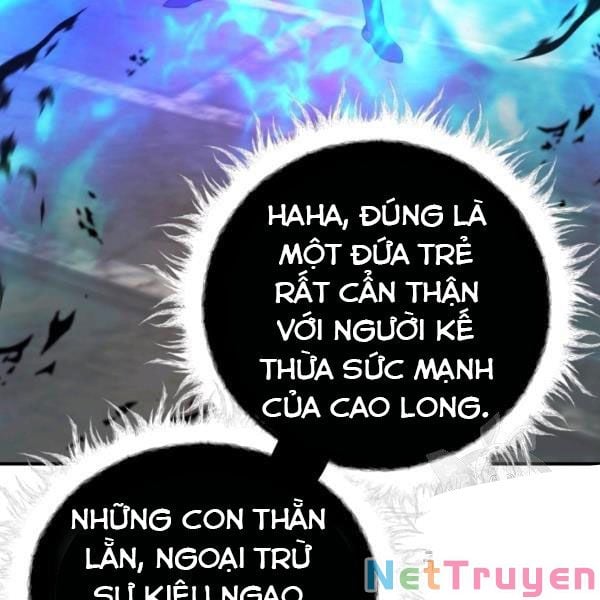 HAHA, ĐÚNG LÀ
MỘT ĐỨA TRẺ
RẤT CẨN THẬN
VỚI NGƯỜI KẾ
THỪA SỨC MẠNH
CỦA CAO LONG.
NHỮNG CON THẰN
LẰN, NGOẠI TRỪ
SỰ KIÊU NGẠO
NetTruyen